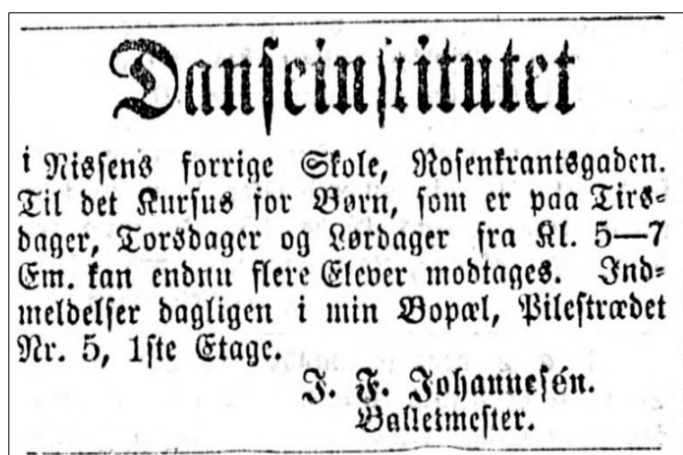 Danseinstitutet
i Nissens forrige Skole, Rosenkrantsgaden.
Til det Kursus for Børn, som er paa Tirs-
dager, Torsdager og Lørdager fra Kl. 5—7
Em. kan endnu flere Elever modtages. Ind-
meldelser dagligen i min Bopæl, Pilestrædet
Nr. 5, 1ste Etage.
J. F. Johannesén.
Balletmester.